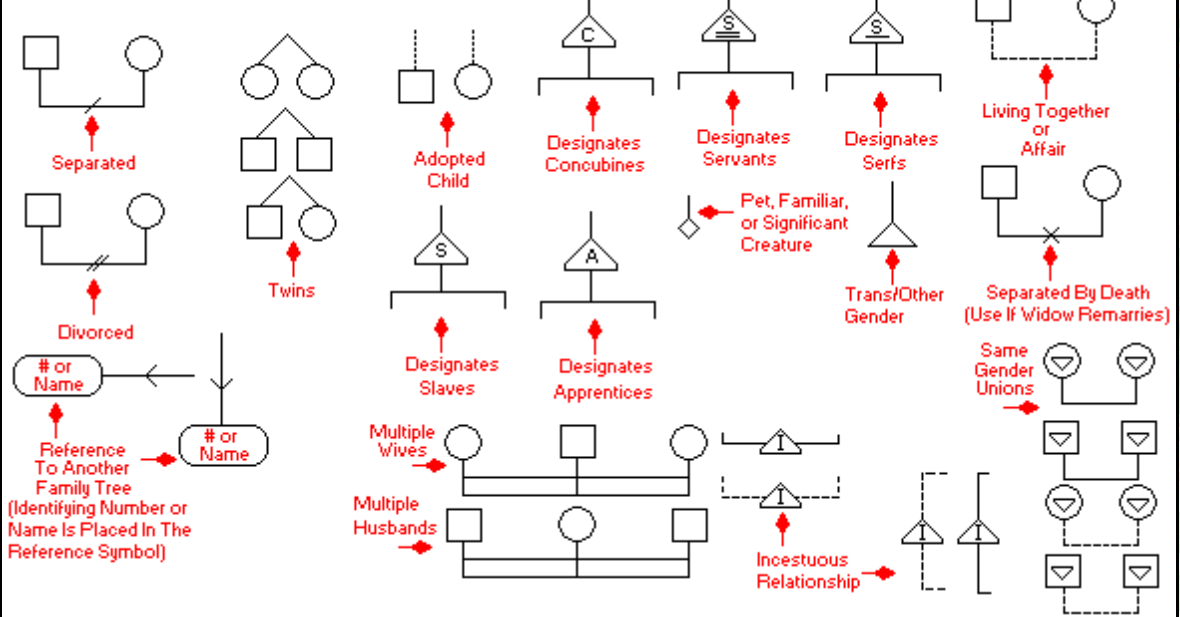 C
S
S
Living Together
or
Affair
Separated
Adopted
Child
Designates
Concubines
Designates
Servants
Designates
Serfs
Pet, Familiar,
or Significant
Creature
S
A
Twins
Trans/Other
Gender
Separated By Death
(Use If Widow Remarries)
Divorced
Designates
Slaves
Designates
Apprentices
Same
Gender
Unions
# or
Name
# or
Name
Reference
To Another
Family Tree
(Identifying Number or
Name Is Placed In The
Reference Symbol)
Multiple
Wives
Multiple
Husbands
I
I
I
I
Incestuous
Relationship